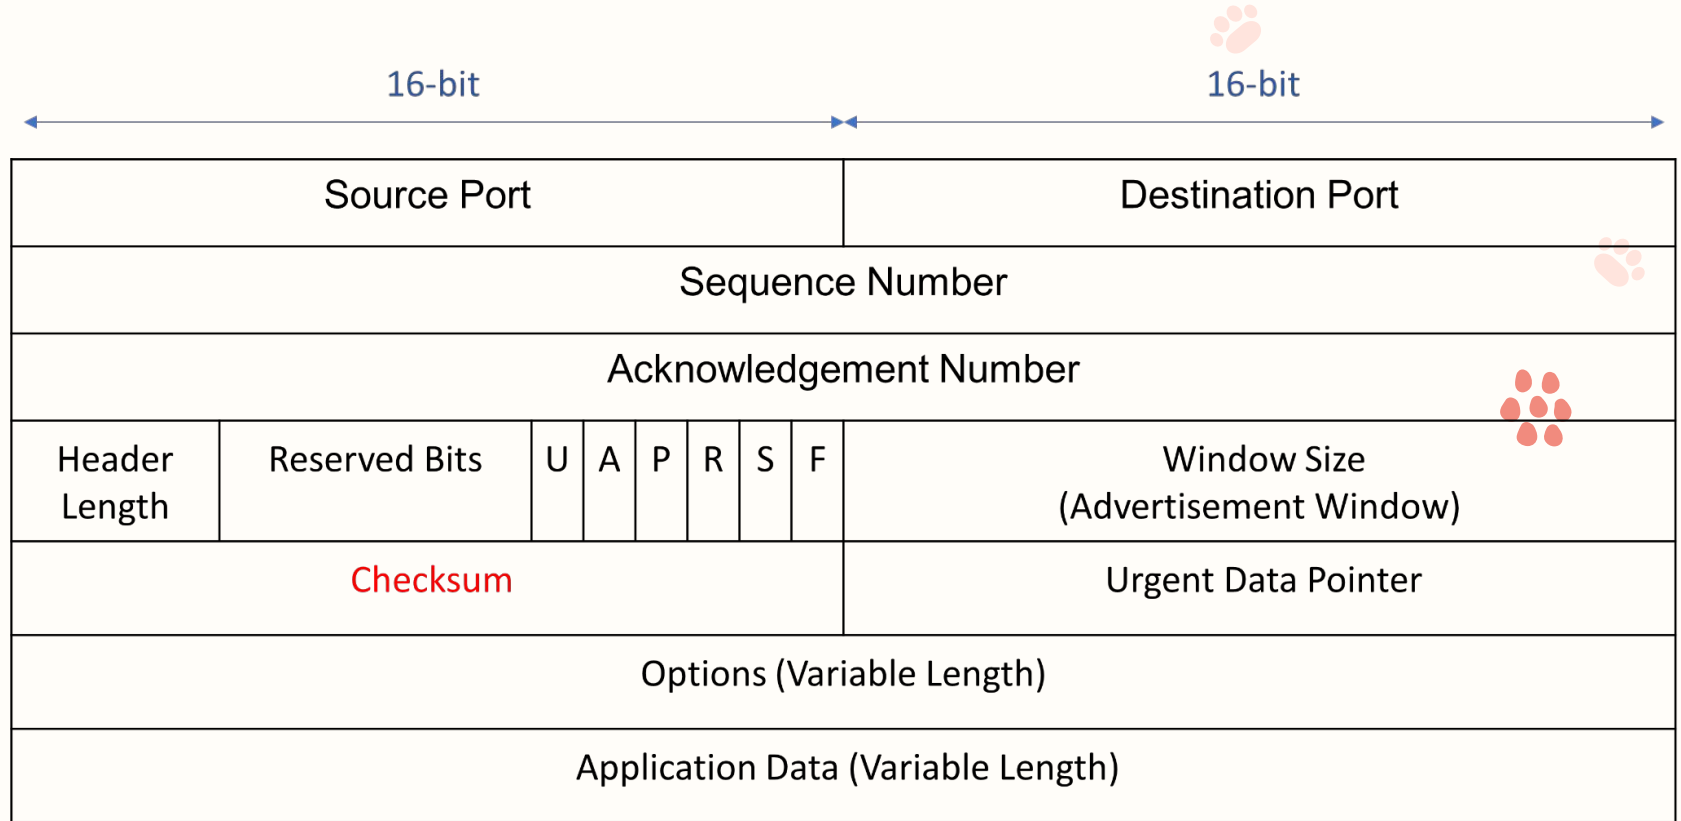 16-bit 16-bit
Source Port Destination Port
Sequence Number
Acknowledgement Number
Header Length Reserved Bits U A P R S F Window Size
(Advertisement Window)
Checksum Urgent Data Pointer
Options (Variable Length)
Application Data (Variable Length)